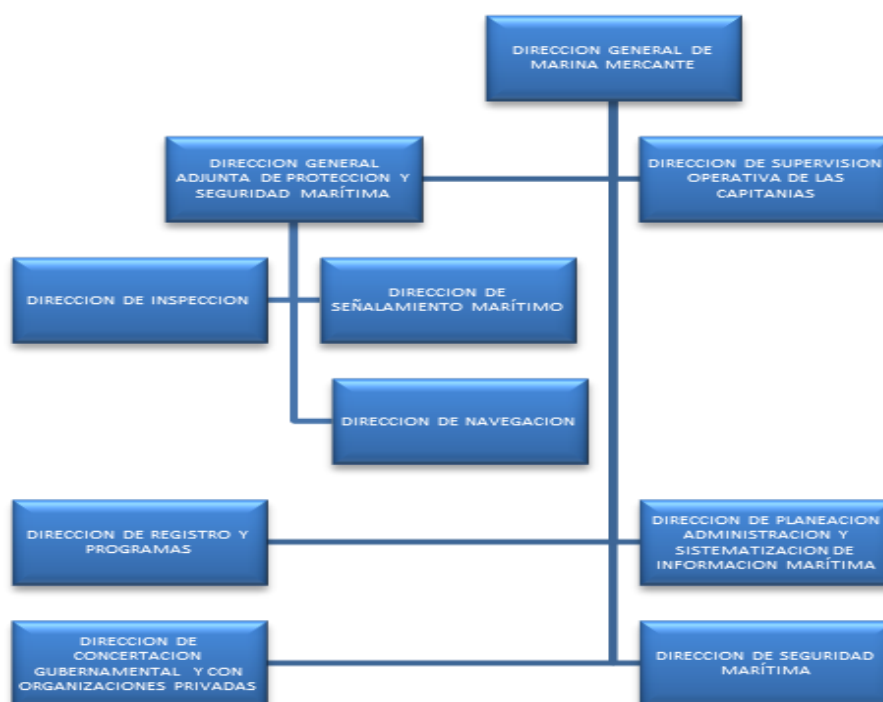 DIRECCION GENERAL DE
MARINA MERCANTE
DIRECCION GENERAL
ADJUNTA DE PROTECCION Y
SEGURIDAD MARÍTIMA
DIRECCION DE SUPERVISION
OPERATIVA DE LAS
CAPITANIAS
DIRECCION DE INSPECCION
DIRECCION DE
SEÑALAMIENTO MARÍTIMO
DIRECCION DE NAVEGACION
DIRECCION DE REGISTRO Y
PROGRAMAS
DIRECCION DE PLANEACION
ADMINISTRACION Y
SISTEMATIZACION DE
INFORMACION MARÍTIMA
DIRECCION DE
CONCERTACION
GUBERNAMENTAL Y CON
ORGANIZACIONES PRIVADAS
DIRECCION DE SEGURIDAD
MARÍTIMA